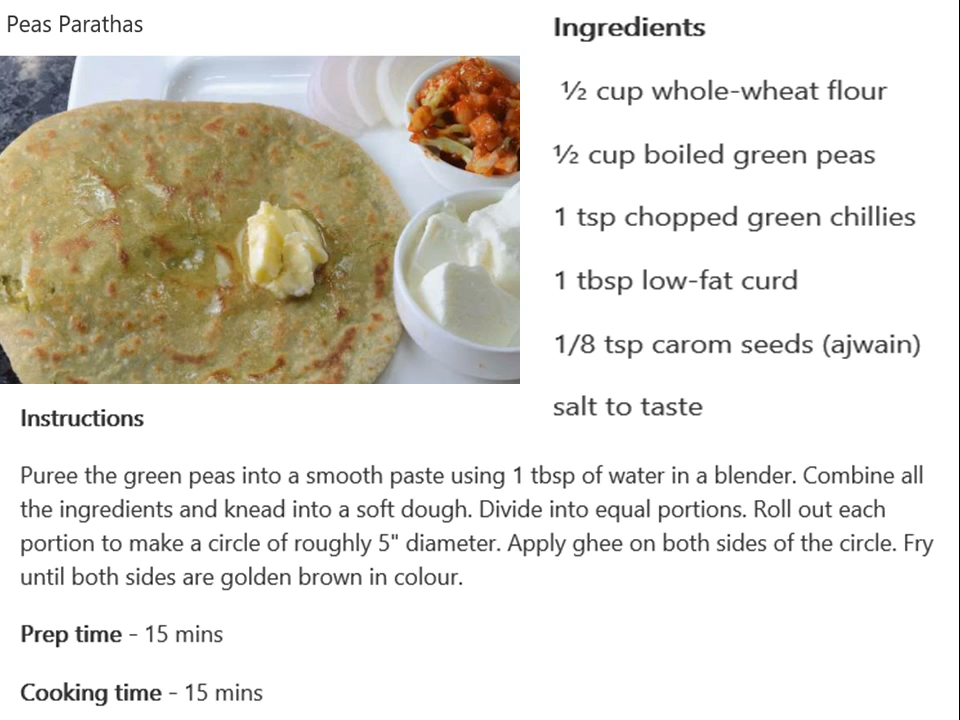 Peas Parathas
Ingredients
½ cup whole-wheat flour
½ cup boiled green peas
1 tsp chopped green chillies
1 tbsp low-fat curd
1/8 tsp carom seeds (ajwain)
salt to taste
Instructions
Puree the green peas into a smooth paste using 1 tbsp of water in a blender. Combine all
the ingredients and knead into a soft dough. Divide into equal portions. Roll out each
portion to make a circle of roughly 5" diameter. Apply ghee on both sides of the circle. Fry
until both sides are golden brown in colour.
Prep time - 15 mins
Cooking time - 15 mins